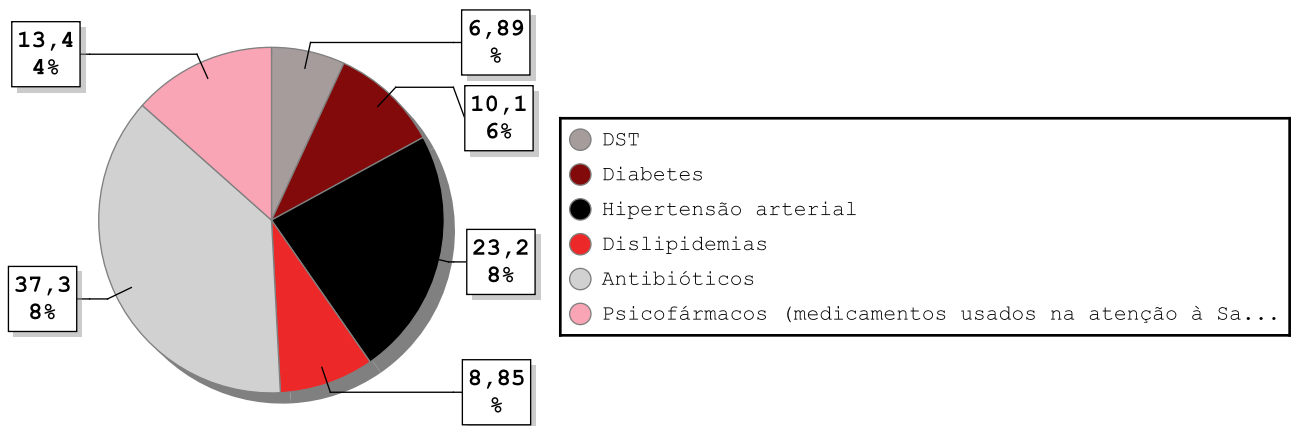 13,4
4%
6,89
%
10,1
6%
23,2
8%
8,85
%
37,3
8%
DST
Diabetes
Hipertensão arterial
Dislipidemias
Antibióticos
Psicofármacos (medicamentos usados na atenção à Sa...